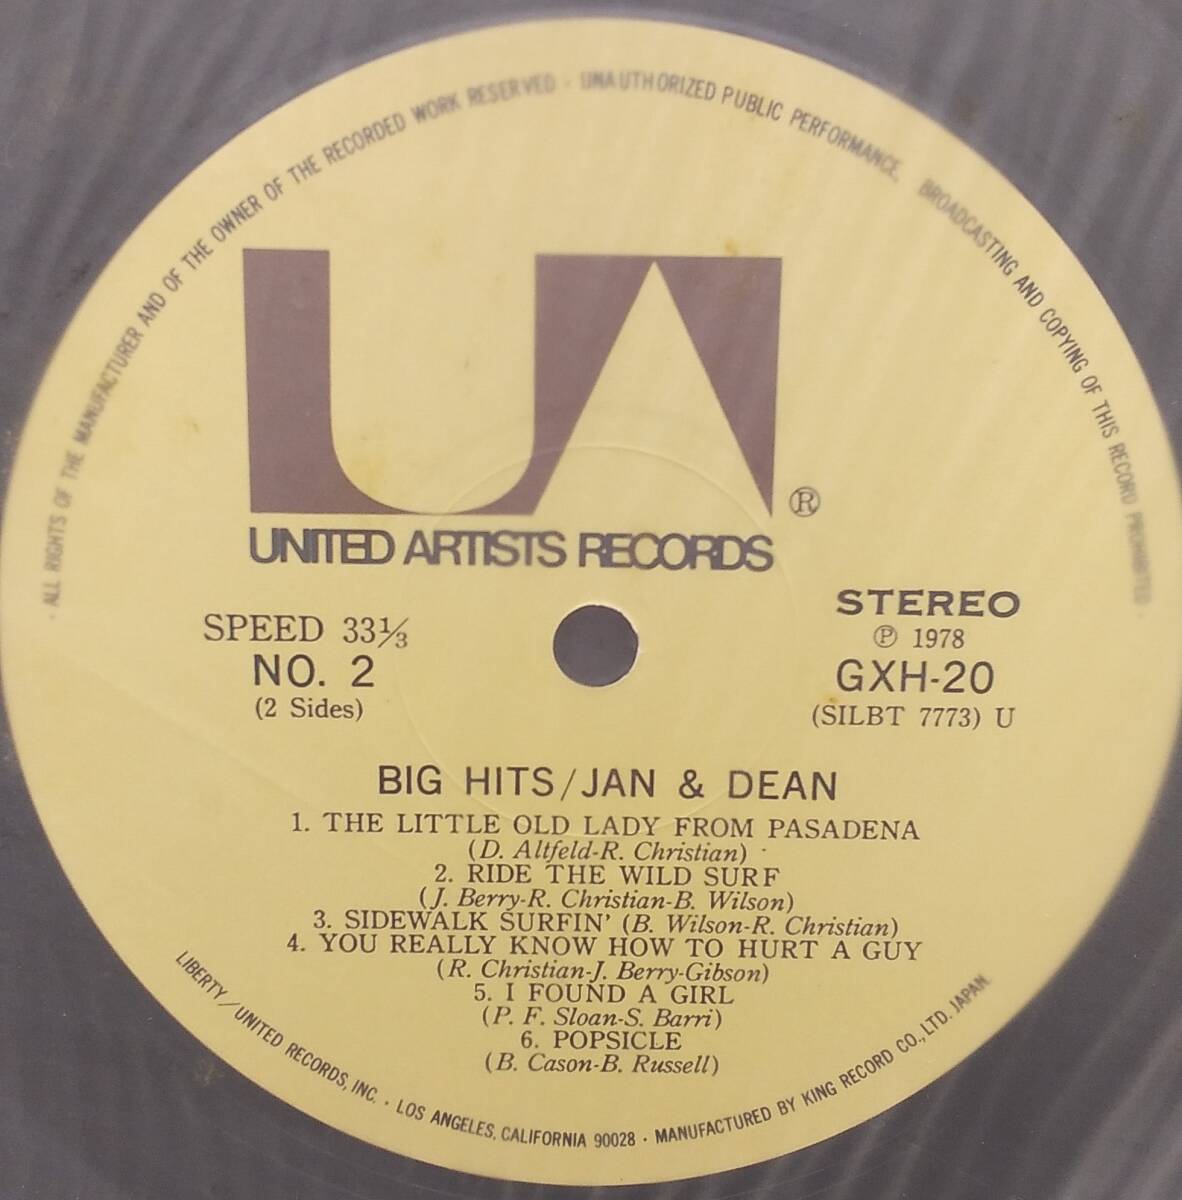 · ALL RIGHTS OF THE MANUFACTURER AND OF THE OWNER OF THE RECORDED WORK RESERVED · UNAUTHORIZED PUBLIC PERFORMANCE, BROADCASTING AND COPYING OF THIS RECORD PROHIBITED ·
UA ®
UNITED ARTISTS RECORDS
SPEED 33⅓
NO. 2
(2 Sides)
STEREO
℗ 1978
GXH-20
(SILBT 7773) U
BIG HITS/JAN & DEAN
1. THE LITTLE OLD LADY FROM PASADENA
(D. Altfeld-R. Christian)
2. RIDE THE WILD SURF
(J. Berry-R. Christian-B. Wilson)
3. SIDEWALK SURFIN' (B. Wilson-R. Christian)
4. YOU REALLY KNOW HOW TO HURT A GUY
(R. Christian-J. Berry-Gibson)
5. I FOUND A GIRL
(P. F. Sloan-S. Barri)
6. POPSICLE
(B. Cason-B. Russell)
LIBERTY/UNITED RECORDS, INC. · LOS ANGELES, CALIFORNIA 90028 · MANUFACTURED BY KING RECORD CO., LTD. JAPAN.